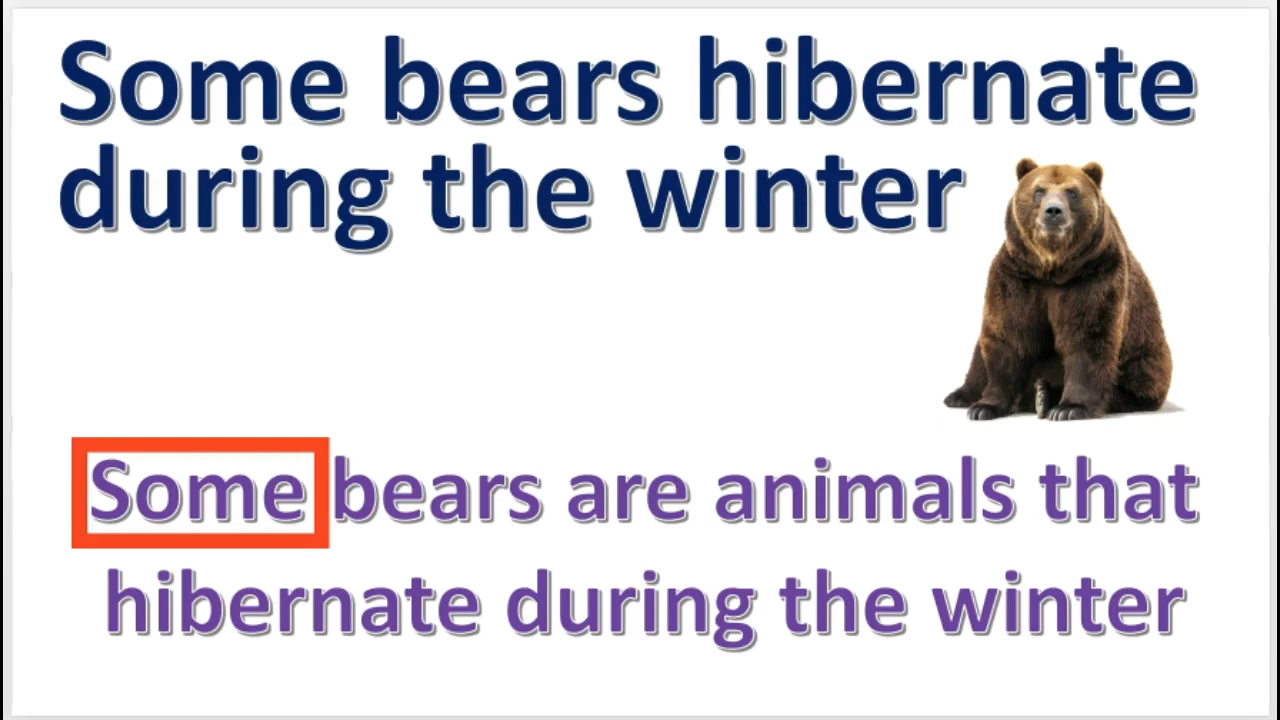 Some bears hibernate
during the winter
Some bears are animals that
hibernate during the winter